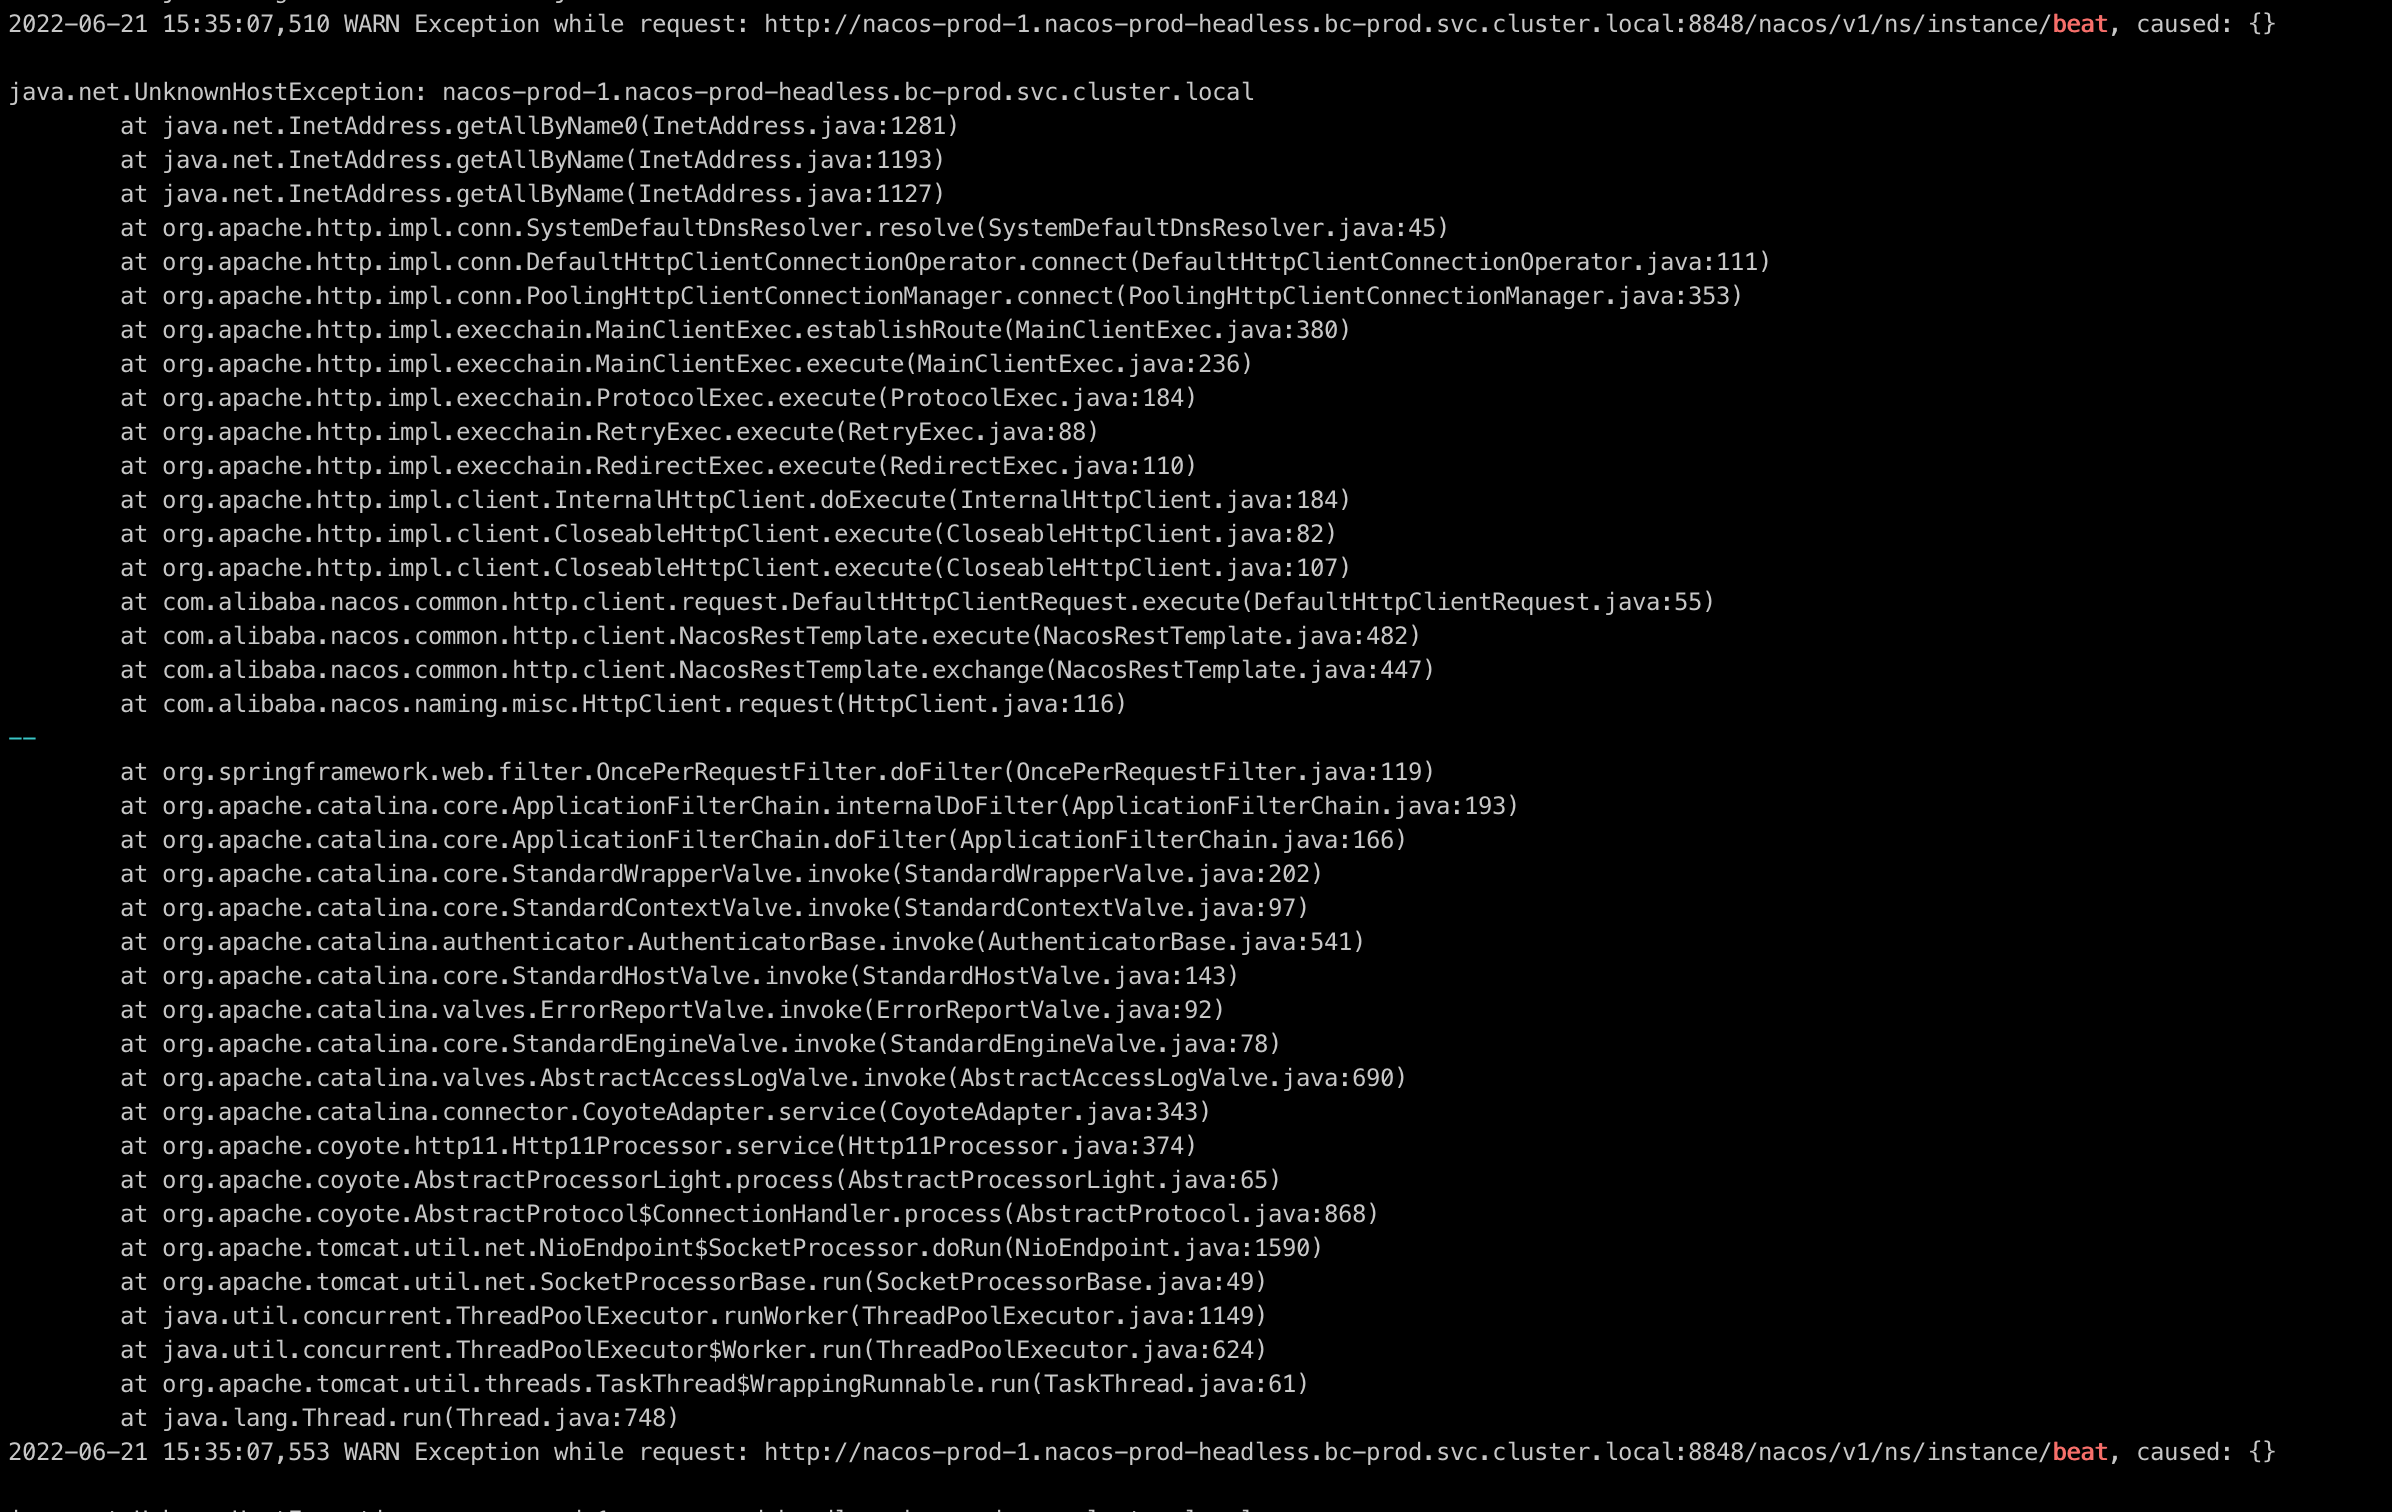 2022-06-21 15:35:07,510 WARN Exception while request: http://nacos-prod-1.nacos-prod-headless.bc-prod.svc.cluster.local:8848/nacos/v1/ns/instance/beat, caused: {}
java.net.UnknownHostException: nacos-prod-1.nacos-prod-headless.bc-prod.svc.cluster.local
at java.net.InetAddress.getAllByName0(InetAddress.java:1281)
at java.net.InetAddress.getAllByName(InetAddress.java:1193)
at java.net.InetAddress.getAllByName(InetAddress.java:1127)
at org.apache.http.impl.conn.SystemDefaultDnsResolver.resolve(SystemDefaultDnsResolver.java:45)
at org.apache.http.impl.conn.DefaultHttpClientConnectionOperator.connect(DefaultHttpClientConnectionOperator.java:111)
at org.apache.http.impl.conn.PoolingHttpClientConnectionManager.connect(PoolingHttpClientConnectionManager.java:353)
at org.apache.http.impl.execchain.MainClientExec.establishRoute(MainClientExec.java:380)
at org.apache.http.impl.execchain.MainClientExec.execute(MainClientExec.java:236)
at org.apache.http.impl.execchain.ProtocolExec.execute(ProtocolExec.java:184)
at org.apache.http.impl.execchain.RetryExec.execute(RetryExec.java:88)
at org.apache.http.impl.execchain.RedirectExec.execute(RedirectExec.java:110)
at org.apache.http.impl.client.InternalHttpClient.doExecute(InternalHttpClient.java:184)
at org.apache.http.impl.client.CloseableHttpClient.execute(CloseableHttpClient.java:82)
at org.apache.http.impl.client.CloseableHttpClient.execute(CloseableHttpClient.java:107)
at com.alibaba.nacos.common.http.client.request.DefaultHttpClientRequest.execute(DefaultHttpClientRequest.java:55)
at com.alibaba.nacos.common.http.client.NacosRestTemplate.execute(NacosRestTemplate.java:482)
at com.alibaba.nacos.common.http.client.NacosRestTemplate.exchange(NacosRestTemplate.java:447)
at com.alibaba.nacos.naming.misc.HttpClient.request(HttpClient.java:116)
--
at org.springframework.web.filter.OncePerRequestFilter.doFilter(OncePerRequestFilter.java:119)
at org.apache.catalina.core.ApplicationFilterChain.internalDoFilter(ApplicationFilterChain.java:193)
at org.apache.catalina.core.ApplicationFilterChain.doFilter(ApplicationFilterChain.java:166)
at org.apache.catalina.core.StandardWrapperValve.invoke(StandardWrapperValve.java:202)
at org.apache.catalina.core.StandardContextValve.invoke(StandardContextValve.java:97)
at org.apache.catalina.authenticator.AuthenticatorBase.invoke(AuthenticatorBase.java:541)
at org.apache.catalina.core.StandardHostValve.invoke(StandardHostValve.java:143)
at org.apache.catalina.valves.ErrorReportValve.invoke(ErrorReportValve.java:92)
at org.apache.catalina.core.StandardEngineValve.invoke(StandardEngineValve.java:78)
at org.apache.catalina.valves.AbstractAccessLogValve.invoke(AbstractAccessLogValve.java:690)
at org.apache.catalina.connector.CoyoteAdapter.service(CoyoteAdapter.java:343)
at org.apache.coyote.http11.Http11Processor.service(Http11Processor.java:374)
at org.apache.coyote.AbstractProcessorLight.process(AbstractProcessorLight.java:65)
at org.apache.coyote.AbstractProtocol$ConnectionHandler.process(AbstractProtocol.java:868)
at org.apache.tomcat.util.net.NioEndpoint$SocketProcessor.doRun(NioEndpoint.java:1590)
at org.apache.tomcat.util.net.SocketProcessorBase.run(SocketProcessorBase.java:49)
at java.util.concurrent.ThreadPoolExecutor.runWorker(ThreadPoolExecutor.java:1149)
at java.util.concurrent.ThreadPoolExecutor$Worker.run(ThreadPoolExecutor.java:624)
at org.apache.tomcat.util.threads.TaskThread$WrappingRunnable.run(TaskThread.java:61)
at java.lang.Thread.run(Thread.java:748)
2022-06-21 15:35:07,553 WARN Exception while request: http://nacos-prod-1.nacos-prod-headless.bc-prod.svc.cluster.local:8848/nacos/v1/ns/instance/beat, caused: {}